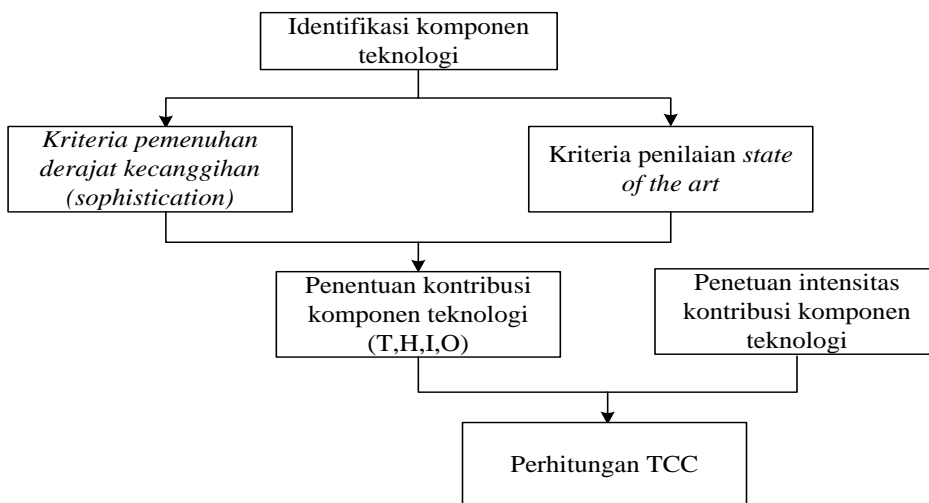 Identifikasi komponen
teknologi
Kriteria pemenuhan
derajat kecanggihan
(sophistication)
Kriteria penilaian state
of the art
Penentuan kontribusi
komponen teknologi
(T,H,I,O)
Penetuan intensitas
kontribusi komponen
teknologi
Perhitungan TCC